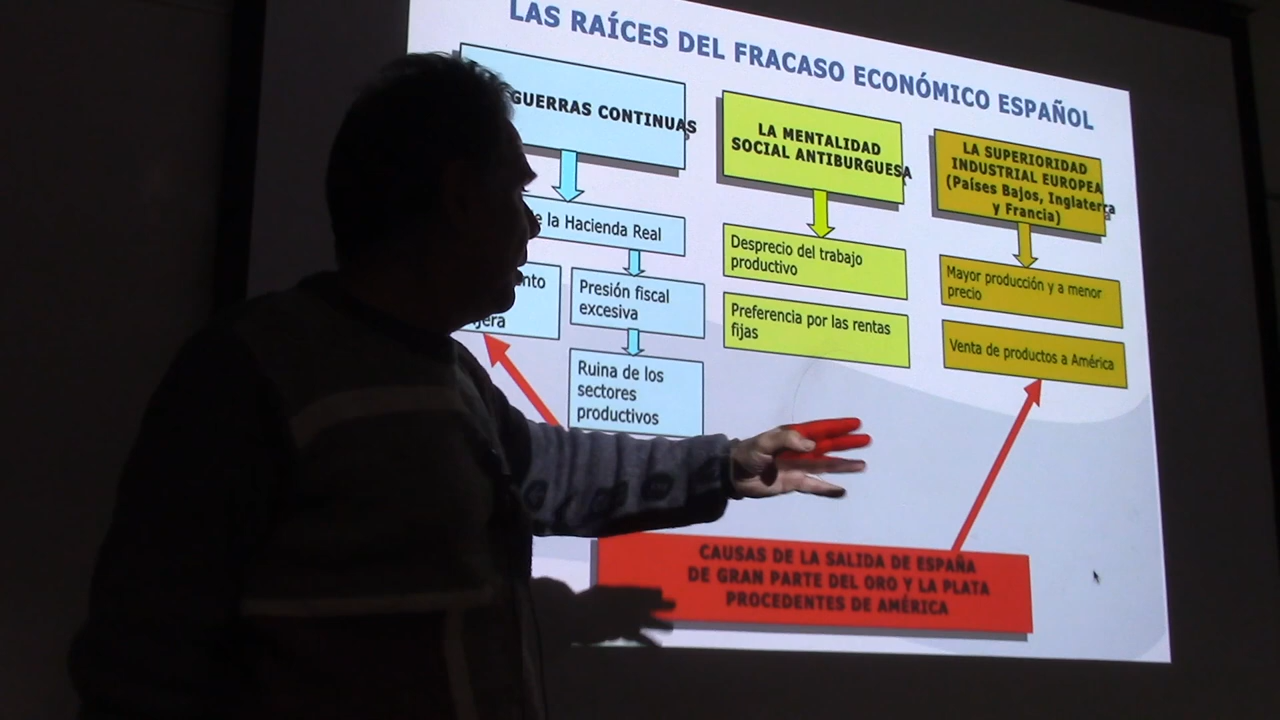 LAS RAÍCES DEL FRACASO ECONÓMICO ESPAÑOL
GUERRAS CONTINUAS
la Hacienda Real
Presión fiscal
excesiva
Ruina de los
sectores
productivos
LA MENTALIDAD
SOCIAL ANTIBURGUESA
Desprecio del trabajo
productivo
Preferencia por las rentas
fijas
LA SUPERIORIDAD
INDUSTRIAL EUROPEA
(Países Bajos, Inglaterra
y Francia)
Mayor producción y a menor
precio
Venta de productos a América
CAUSAS DE LA SALIDA DE ESPAÑA
DE GRAN PARTE DEL ORO Y LA PLATA
PROCEDENTES DE AMÉRICA